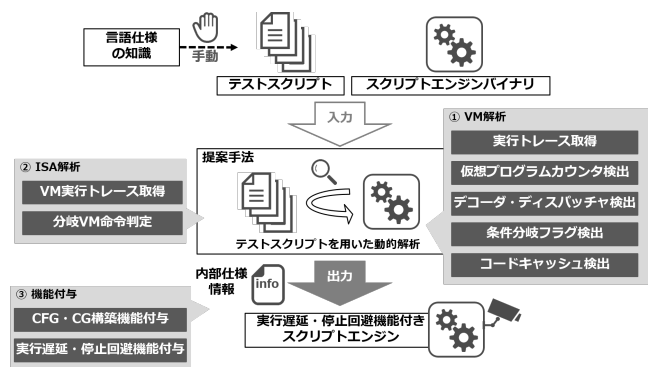 言語仕様
の知識
手動
テストスクリプト
スクリプトエンジンバイナリ
入力
① VM解析
実行トレース取得
仮想プログラムカウンタ検出
デコーダ・ディスパッチャ検出
条件分岐フラグ検出
コードキャッシュ検出
② ISA解析
VM実行トレース取得
分岐VM命令判定
提案手法
テストスクリプトを用いた動的解析
内部仕様
情報
info
出力
③ 機能付与
CFG・CG構築機能付与
実行遅延・停止回避機能付与
実行遅延・停止回避機能付き
スクリプトエンジン